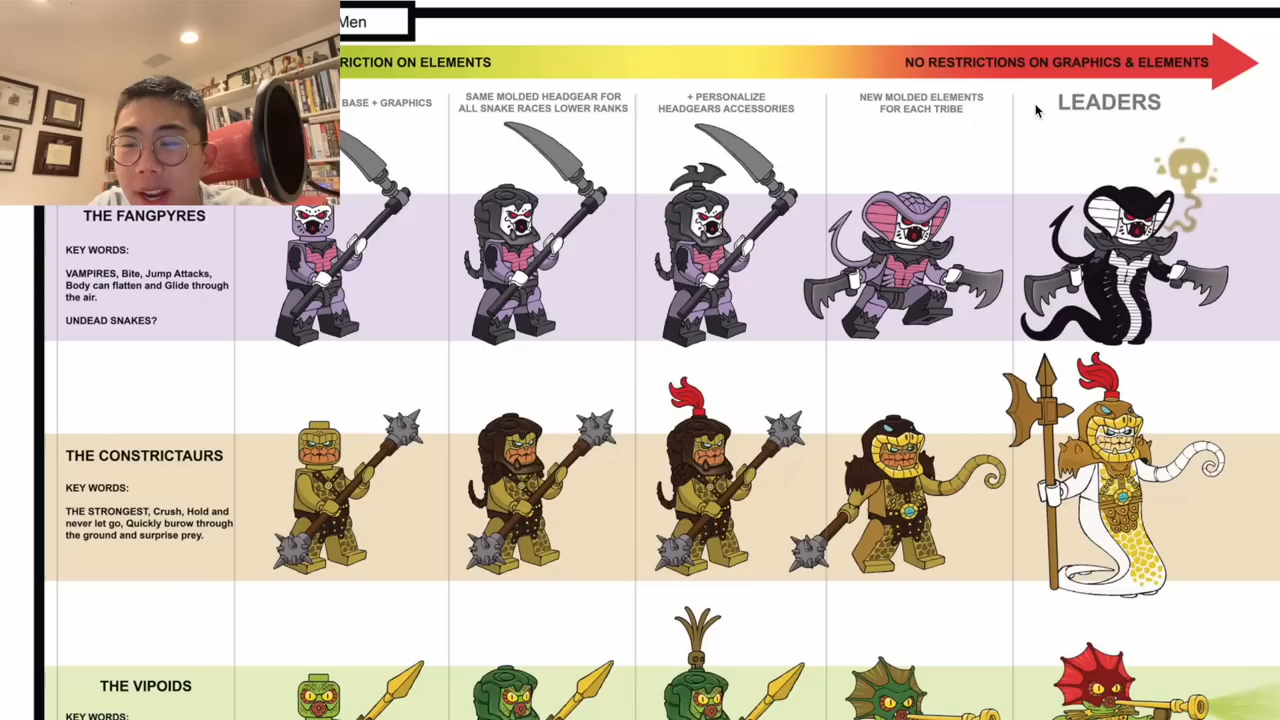 Men
RICTION ON ELEMENTS
NO RESTRICTIONS ON GRAPHICS & ELEMENTS
BASE + GRAPHICS
SAME MOLDED HEADGEAR FOR
ALL SNAKE RACES LOWER RANKS
+ PERSONALIZE
HEADGEARS ACCESSORIES
NEW MOLDED ELEMENTS
FOR EACH TRIBE
LEADERS
THE FANGPYRES
KEY WORDS:
VAMPIRES, Bite, Jump Attacks,
Body can flatten and Glide through
the air.
UNDEAD SNAKES?
THE CONSTRICTAURS
KEY WORDS:
THE STRONGEST, Crush, Hold and
never let go, Quickly burow through
the ground and surprise prey.
THE VIPOIDS
KEY WORDS: